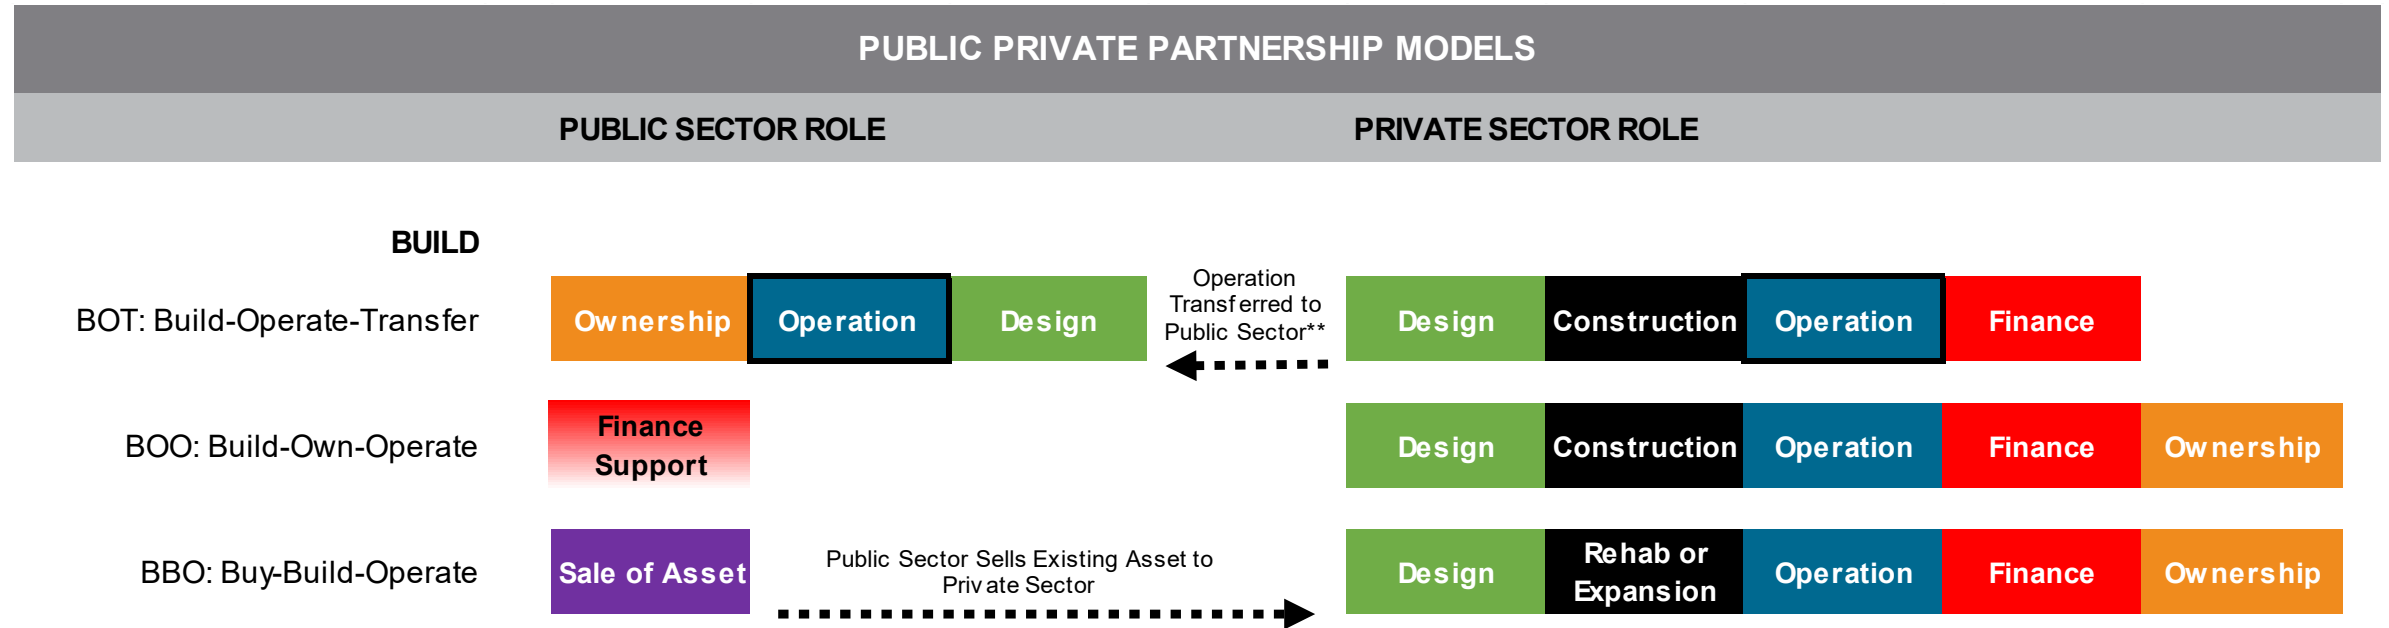 PUBLIC PRIVATE PARTNERSHIP MODELS
PUBLIC SECTOR ROLE
PRIVATE SECTOR ROLE
BUILD
BOT: Build-Operate-Transfer
Ownership
Operation
Design
Operation
Transferred to
Public Sector**
Design
Construction
Operation
Finance
BOO: Build-Own-Operate
Finance
Support
Design
Construction
Operation
Finance
Ownership
BBO: Buy-Build-Operate
Sale of Asset
Public Sector Sells Existing Asset to
Private Sector
Design
Rehab or
Expansion
Operation
Finance
Ownership